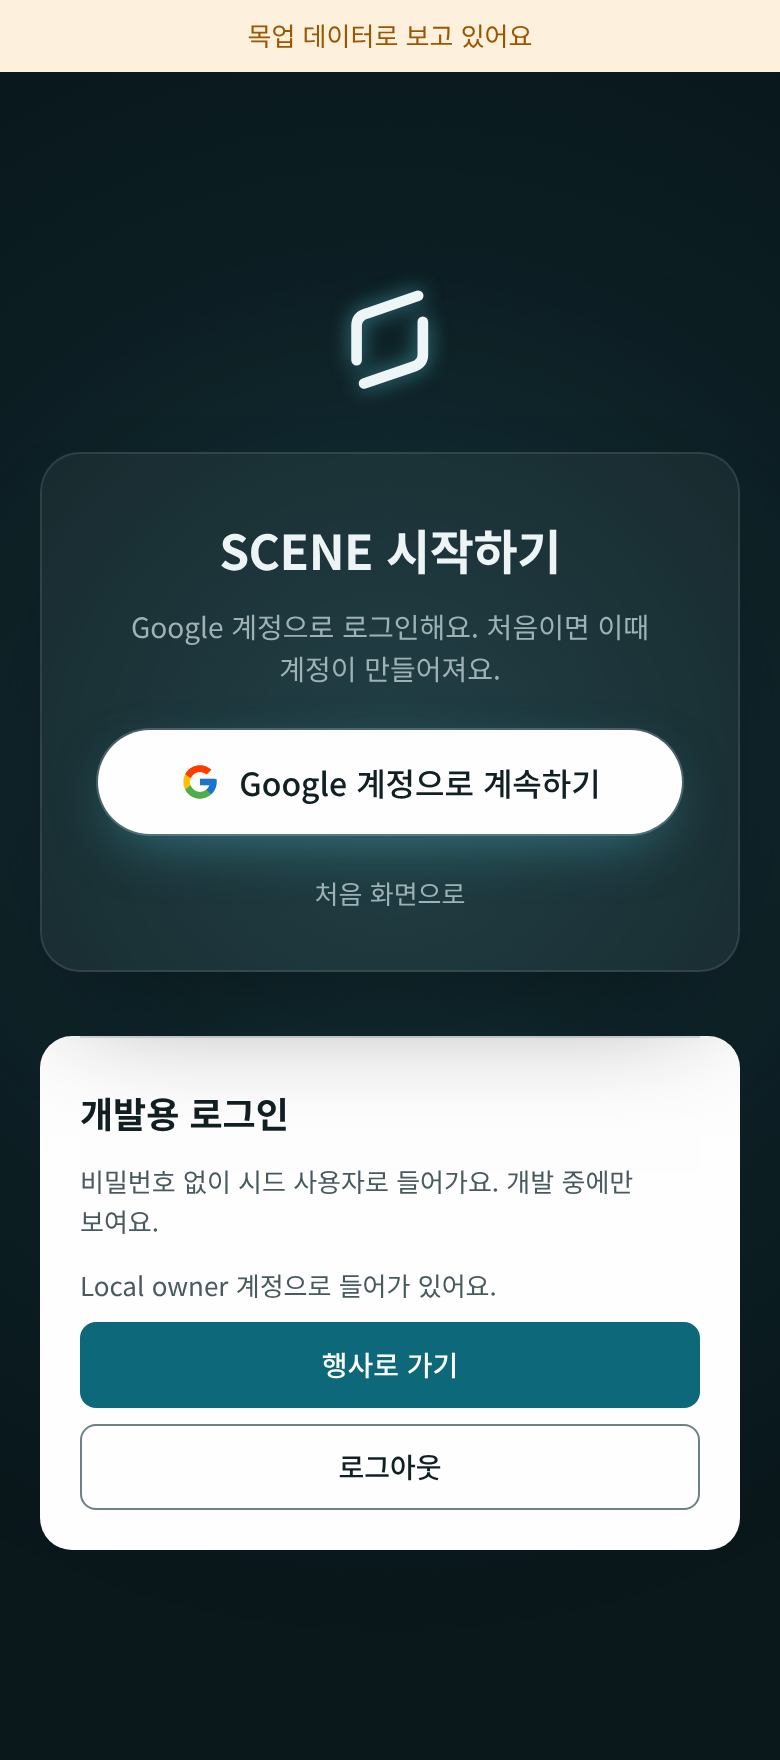 목업 데이터로 보고 있어요
SCENE 시작하기
Google 계정으로 로그인해요. 처음이면 이때
계정이 만들어져요.
Google 계정으로 계속하기
처음 화면으로
개발용 로그인
비밀번호 없이 시드 사용자로 들어가요. 개발 중에만
보여요.
Local owner 계정으로 들어가 있어요.
행사로 가기
로그아웃